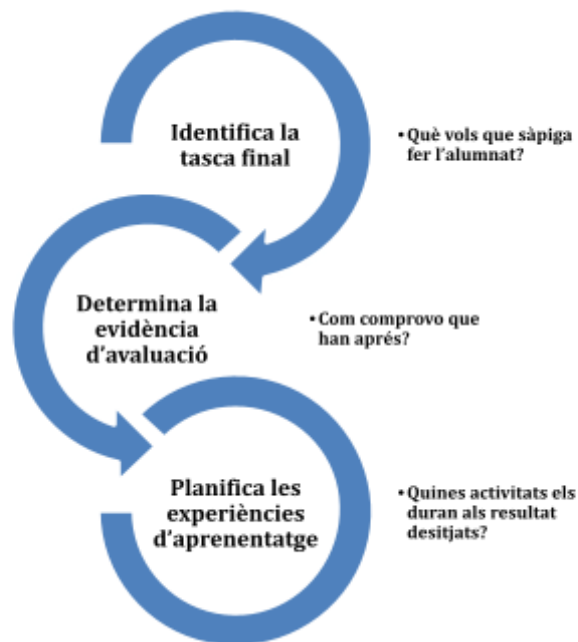 Identifica la
tasca final
• Què vols que sàpiga
fer l'alumnat?
Determina la
evidència
d'avaluació
• Com comprovo que
han aprés?
Planifica les
experiències
d'aprenentatge
• Quines activitats els
duran als resultat
desitjats?